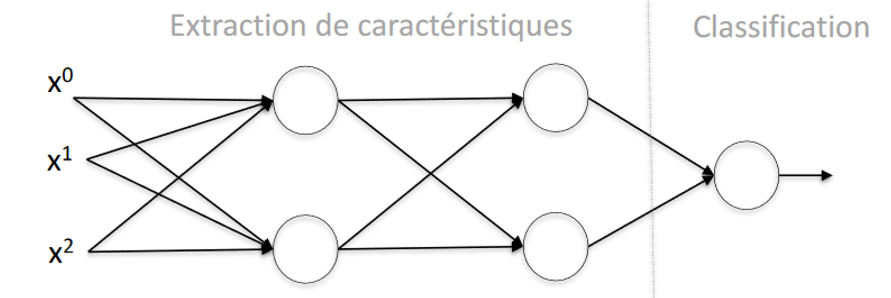 Extraction de caractéristiques
Classification
x⁰
x¹
x²